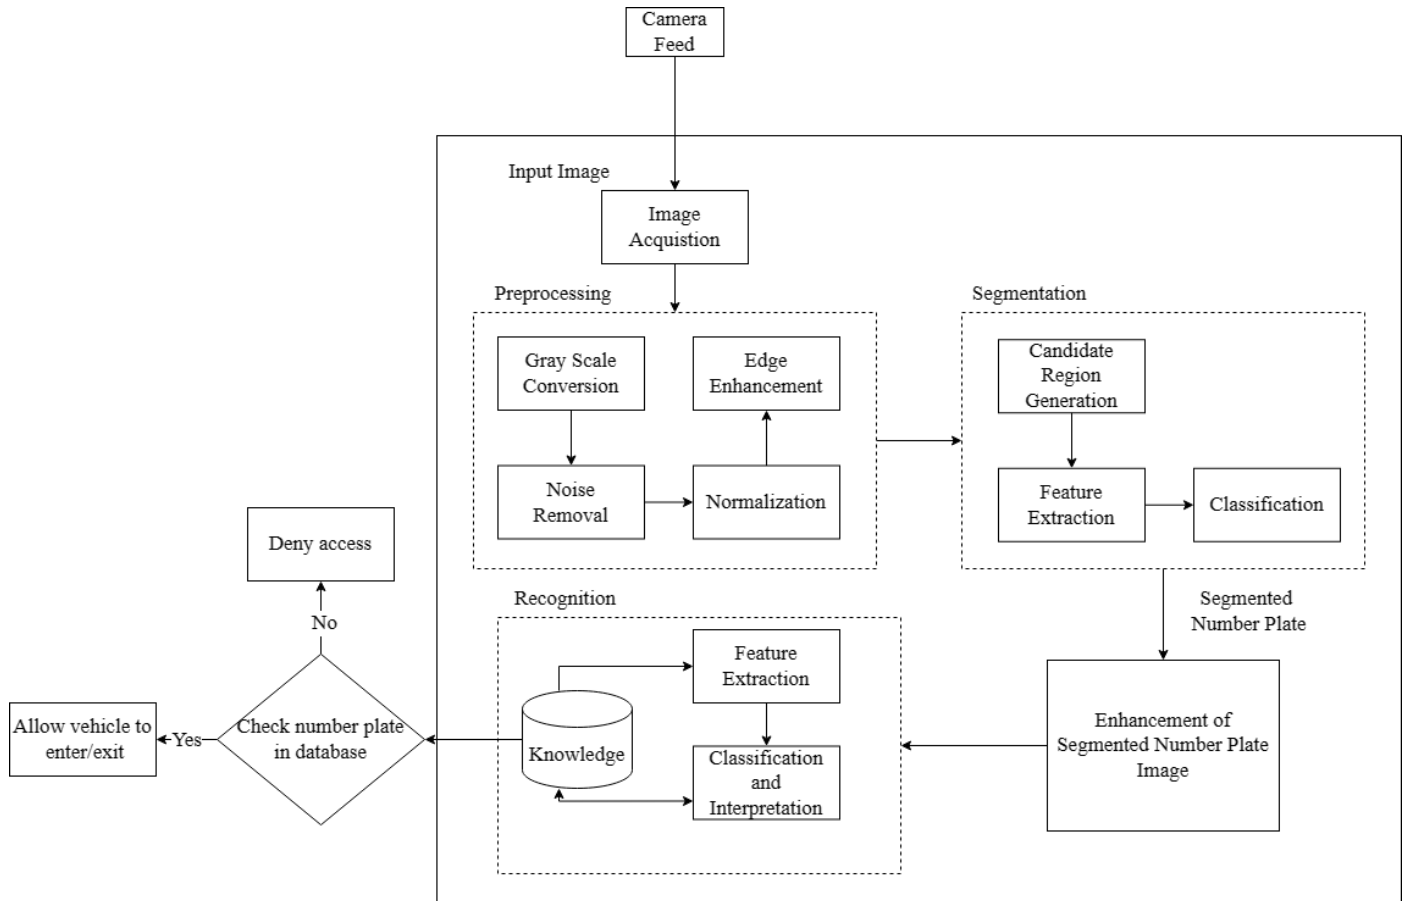 Camera
Feed
Input Image
Image
Acquistion
Preprocessing
Gray Scale
Conversion
Edge
Enhancement
Noise
Removal
Normalization
Segmentation
Candidate
Region
Generation
Feature
Extraction
Classification
Segmented
Number Plate
Enhancement of
Segmented Number Plate
Image
Recognition
Feature
Extraction
Knowledge
Classification
and
Interpretation
Check number plate
in database
No
Deny access
Yes
Allow vehicle to
enter/exit